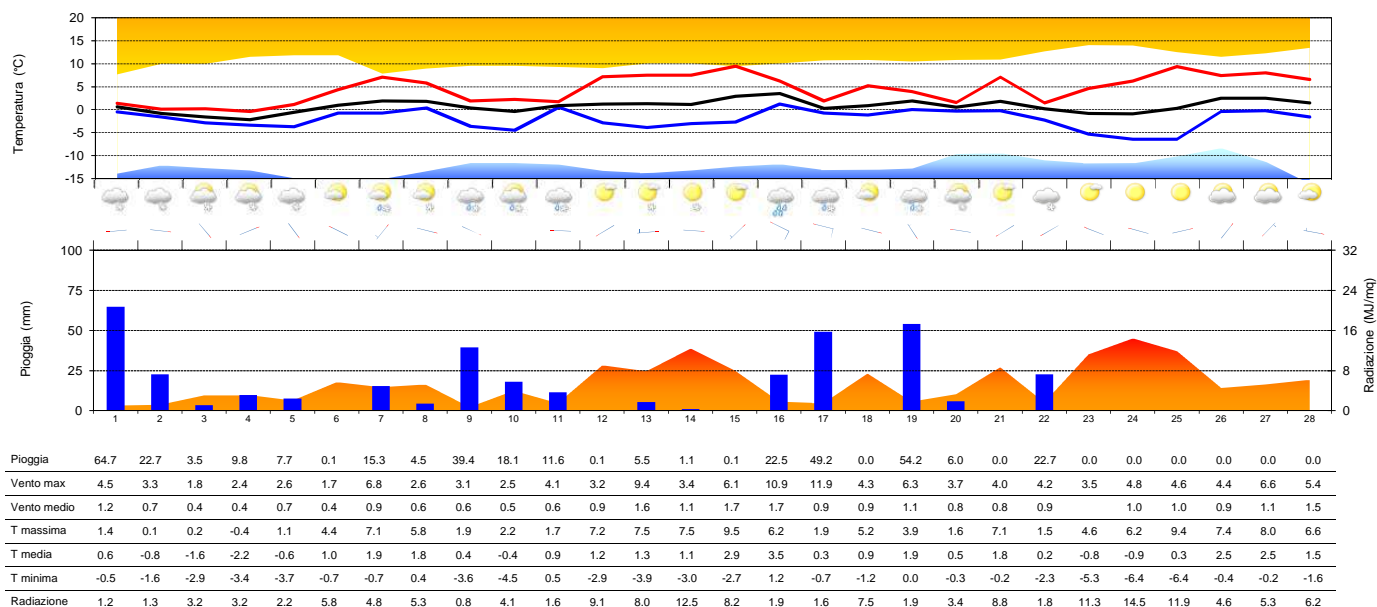 20
15
10
5
0
-5
-10
-15
Temperatura (°C)
100
75
50
25
0
Pioggia (mm)
32
24
16
8
0
Radiazione (MJ/mq)
1 2 3 4 5 6 7 8 9 10 11 12 13 14 15 16 17 18 19 20 21 22 23 24 25 26 27 28
Pioggia 64.7 22.7 3.5 9.8 7.7 0.1 15.3 4.5 39.4 18.1 11.6 0.1 5.5 1.1 0.1 22.5 49.2 0.0 54.2 6.0 0.0 22.7 0.0 0.0 0.0 0.0 0.0 0.0
Vento max 4.5 3.3 1.8 2.4 2.6 1.7 6.8 2.6 3.1 2.5 4.1 3.2 9.4 3.4 6.1 10.9 11.9 4.3 6.3 3.7 4.0 4.2 3.5 4.8 4.6 4.4 6.6 5.4
Vento medio 1.2 0.7 0.4 0.4 0.7 0.4 0.9 0.6 0.6 0.5 0.6 0.9 1.6 1.1 1.7 1.7 0.9 0.9 1.1 0.8 0.8 0.9 1.0 1.0 0.9 1.1 1.5
T massima 1.4 0.1 0.2 -0.4 1.1 4.4 7.1 5.8 1.9 2.2 1.7 7.2 7.5 7.5 9.5 6.2 1.9 5.2 3.9 1.6 7.1 1.5 4.6 6.2 9.4 7.4 8.0 6.6
T media 0.6 -0.8 -1.6 -2.2 -0.6 1.0 1.9 1.8 0.4 -0.4 0.9 1.2 1.3 1.1 2.9 3.5 0.3 0.9 1.9 0.5 1.8 0.2 -0.8 -0.9 0.3 2.5 2.5 1.5
T minima -0.5 -1.6 -2.9 -3.4 -3.7 -0.7 -0.7 0.4 -3.6 -4.5 0.5 -2.9 -3.9 -3.0 -2.7 1.2 -0.7 -1.2 0.0 -0.3 -0.2 -2.3 -5.3 -6.4 -6.4 -0.4 -0.2 -1.6
Radiazione 1.2 1.3 3.2 3.2 2.2 5.8 4.8 5.3 0.8 4.1 1.6 9.1 8.0 12.5 8.2 1.9 1.6 7.5 1.9 3.4 8.8 1.8 11.3 14.5 11.9 4.6 5.3 6.2